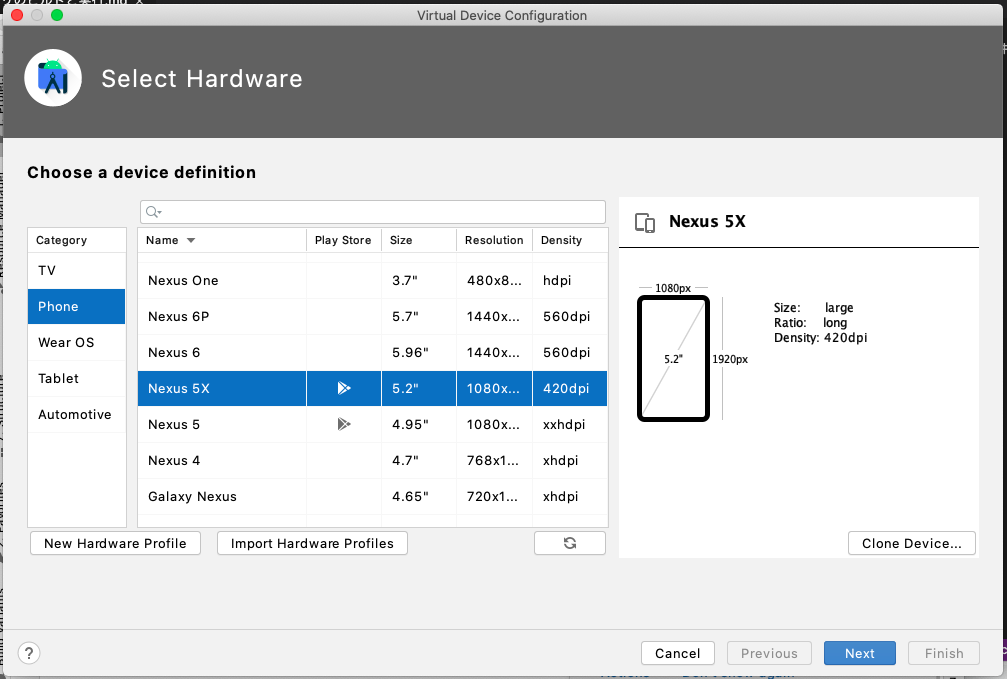 Virtual Device Configuration
Select Hardware
Choose a device definition
Category
TV
Phone
Wear OS
Tablet
Automotive
Name Play Store Size Resolution Density
Nexus One 3.7" 480x8... hdpi
Nexus 6P 5.7" 1440x... 560dpi
Nexus 6 5.96" 1440x... 560dpi
Nexus 5X 5.2" 1080x... 420dpi
Nexus 5 4.95" 1080x... xxhdpi
Nexus 4 4.7" 768x1... xhdpi
Galaxy Nexus 4.65" 720x1... xhdpi
New Hardware Profile Import Hardware Profiles
Nexus 5X
1080px
5.2"
1920px
Size: large
Ratio: long
Density: 420dpi
Clone Device...
? Cancel Previous Next Finish